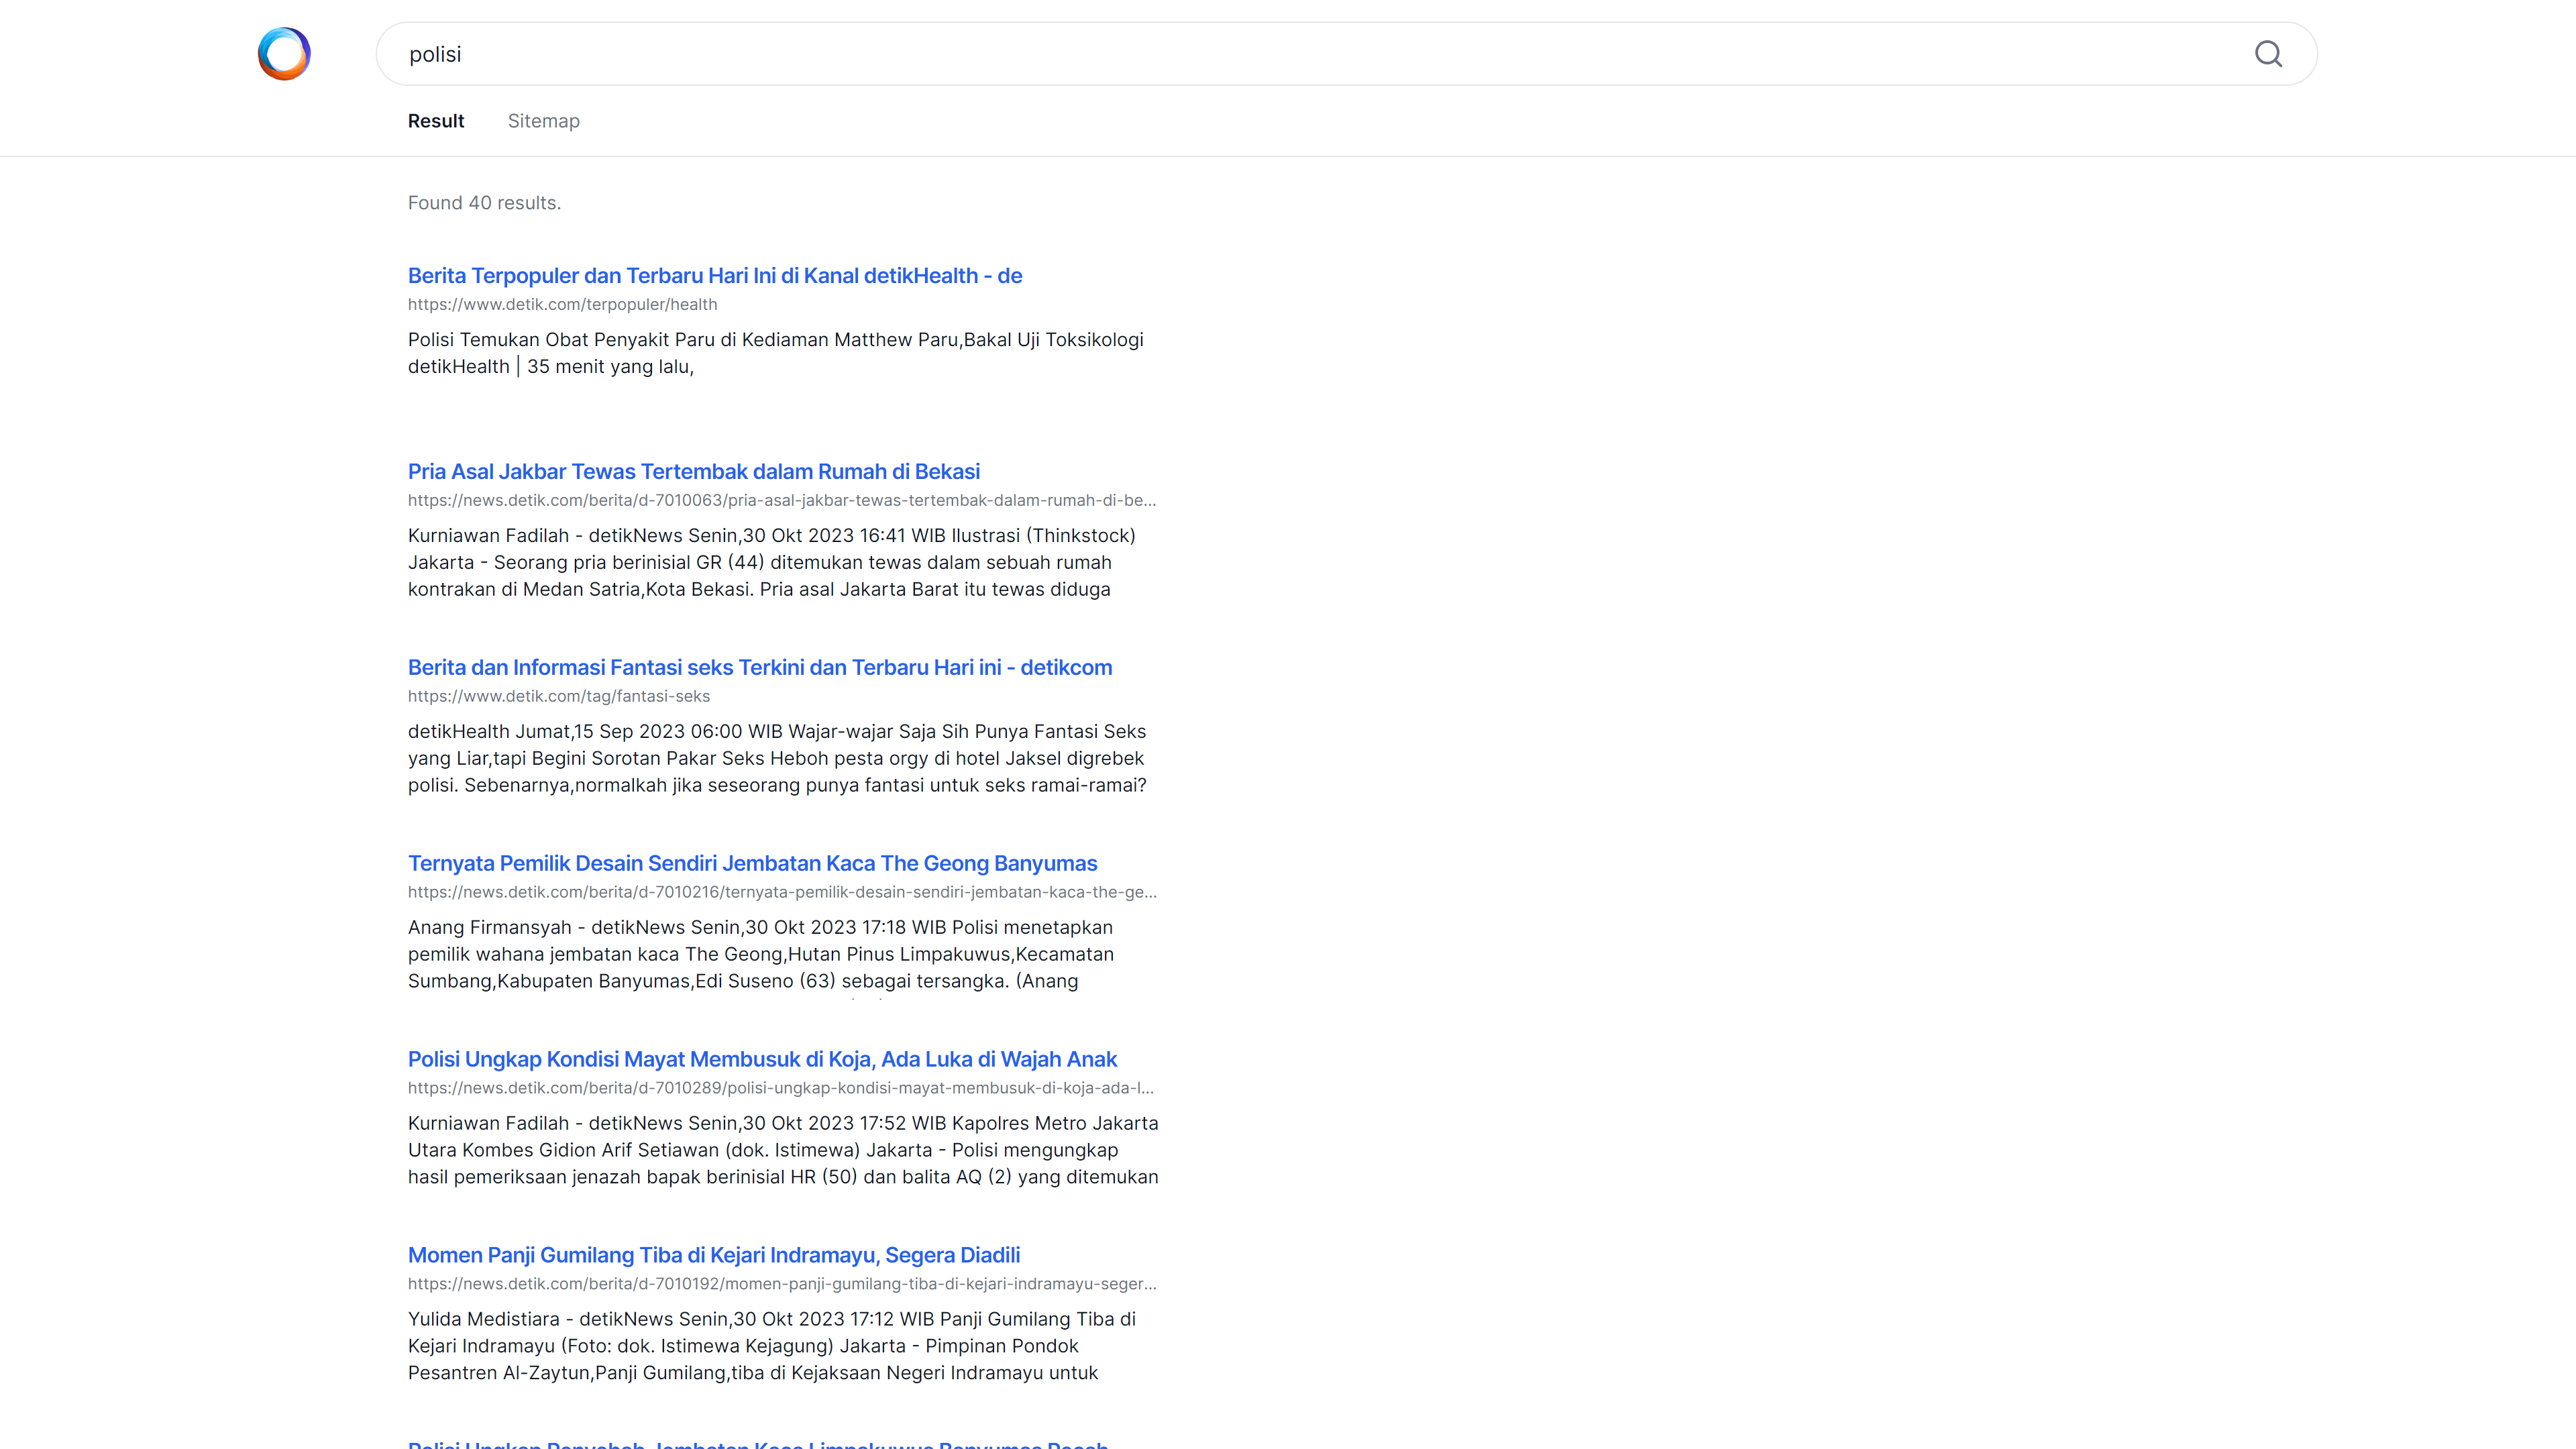 polisi
Result
Sitemap
Found 40 results.
Berita Terpopuler dan Terbaru Hari Ini di Kanal detikHealth - de
https://www.detik.com/terpopuler/health
Polisi Temukan Obat Penyakit Paru di Kediaman Matthew Paru,Bakal Uji Toksikologi
detikHealth | 35 menit yang lalu,
Pria Asal Jakbar Tewas Tertembak dalam Rumah di Bekasi
https://news.detik.com/berita/d-7010063/pria-asal-jakbar-tewas-tertembak-dalam-rumah-di-be...
Kurniawan Fadilah - detikNews Senin,30 Okt 2023 16:41 WIB Ilustrasi (Thinkstock)
Jakarta - Seorang pria berinisial GR (44) ditemukan tewas dalam sebuah rumah
kontrakan di Medan Satria,Kota Bekasi. Pria asal Jakarta Barat itu tewas diduga
Berita dan Informasi Fantasi seks Terkini dan Terbaru Hari ini - detikcom
https://www.detik.com/tag/fantasi-seks
detikHealth Jumat,15 Sep 2023 06:00 WIB Wajar-wajar Saja Sih Punya Fantasi Seks
yang Liar,tapi Begini Sorotan Pakar Seks Heboh pesta orgy di hotel Jaksel digrebek
polisi. Sebenarnya,normalkah jika seseorang punya fantasi untuk seks ramai-ramai?
Ternyata Pemilik Desain Sendiri Jembatan Kaca The Geong Banyumas
https://news.detik.com/berita/d-7010216/ternyata-pemilik-desain-sendiri-jembatan-kaca-the-ge...
Anang Firmansyah - detikNews Senin,30 Okt 2023 17:18 WIB Polisi menetapkan
pemilik wahana jembatan kaca The Geong,Hutan Pinus Limpakuwus,Kecamatan
Sumbang,Kabupaten Banyumas,Edi Suseno (63) sebagai tersangka. (Anang
Polisi Ungkap Kondisi Mayat Membusuk di Koja, Ada Luka di Wajah Anak
https://news.detik.com/berita/d-7010289/polisi-ungkap-kondisi-mayat-membusuk-di-koja-ada-l...
Kurniawan Fadilah - detikNews Senin,30 Okt 2023 17:52 WIB Kapolres Metro Jakarta
Utara Kombes Gidion Arif Setiawan (dok. Istimewa) Jakarta - Polisi mengungkap
hasil pemeriksaan jenazah bapak berinisial HR (50) dan balita AQ (2) yang ditemukan
Momen Panji Gumilang Tiba di Kejari Indramayu, Segera Diadili
https://news.detik.com/berita/d-7010192/momen-panji-gumilang-tiba-di-kejari-indramayu-seger...
Yulida Medistiara - detikNews Senin,30 Okt 2023 17:12 WIB Panji Gumilang Tiba di
Kejari Indramayu (Foto: dok. Istimewa Kejagung) Jakarta - Pimpinan Pondok
Pesantren Al-Zaytun,Panji Gumilang,tiba di Kejaksaan Negeri Indramayu untuk
Polisi Ungkap Penyebab Jembatan Kaca Limpakuwus Banyumas Pecah